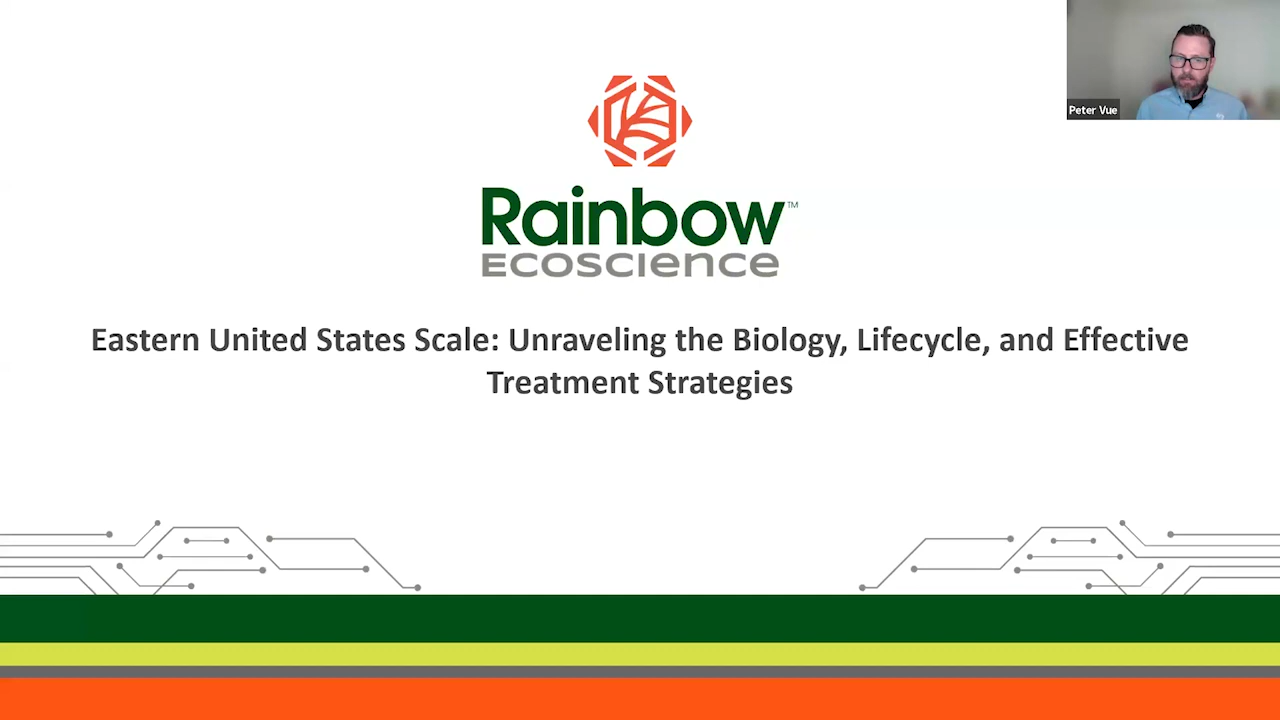 Peter Vue
Rainbow™
Ecoscience
Eastern United States Scale: Unraveling the Biology, Lifecycle, and Effective
Treatment Strategies